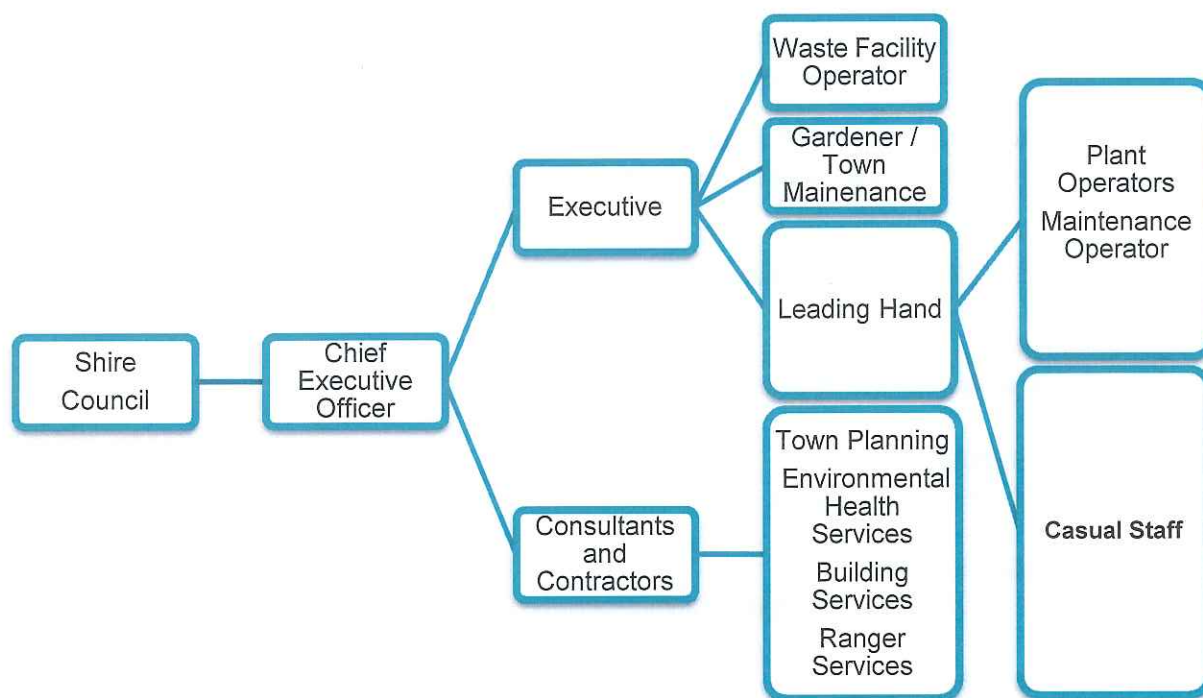 Shire
Council
Chief
Executive
Officer
Executive
Waste Facility
Operator
Gardener /
Town
Mainenance
Leading Hand
Plant
Operators
Maintenance
Operator
Casual Staff
Consultants
and
Contractors
Town Planning
Environmental
Health
Services
Building
Services
Ranger
Services